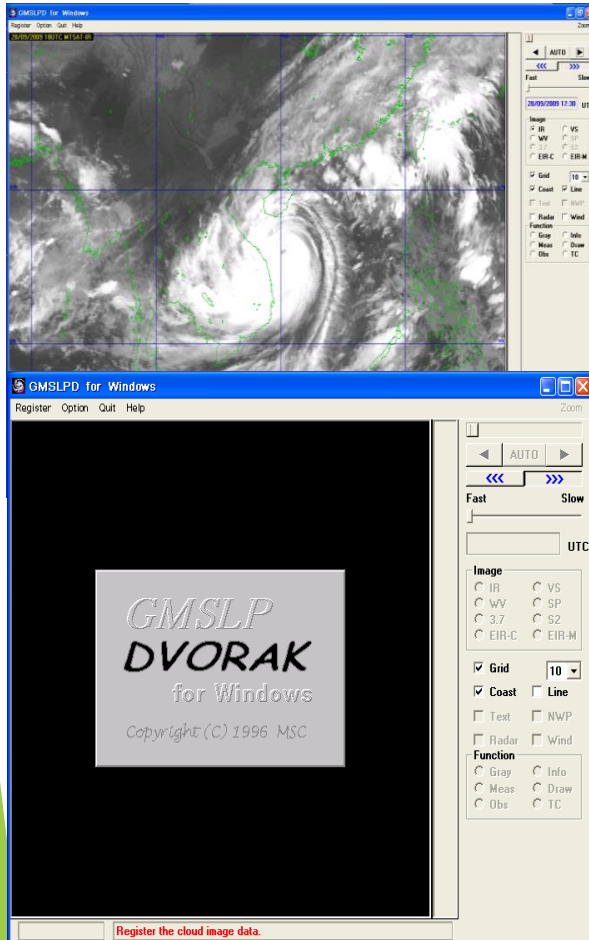 GMSLPD for Windows
Register Option Quit Help
Zoom
28/09/2009 18UTC MTSAT-IR
AUTO
<<< >>>
Fast Slow
28/09/2009 17:30 UT
Image
IR VS
WV SP
3.7 S2
EIR-C EIR-M
Grid 10
Coast Line
Text NWP
Radar Wind
Function
Gray Info
Meas Draw
Obs TC
GMSLPD for Windows
Register Option Quit Help
Zoom
AUTO
<<< >>>
Fast Slow
UTC
Image
IR VS
WV SP
3.7 S2
EIR-C EIR-M
Grid 10
Coast Line
Text NWP
Radar Wind
Function
Gray Info
Meas Draw
Obs TC
GMSLP
DVORAK
for Windows
Copyright (C) 1996 MSC
Register the cloud image data.